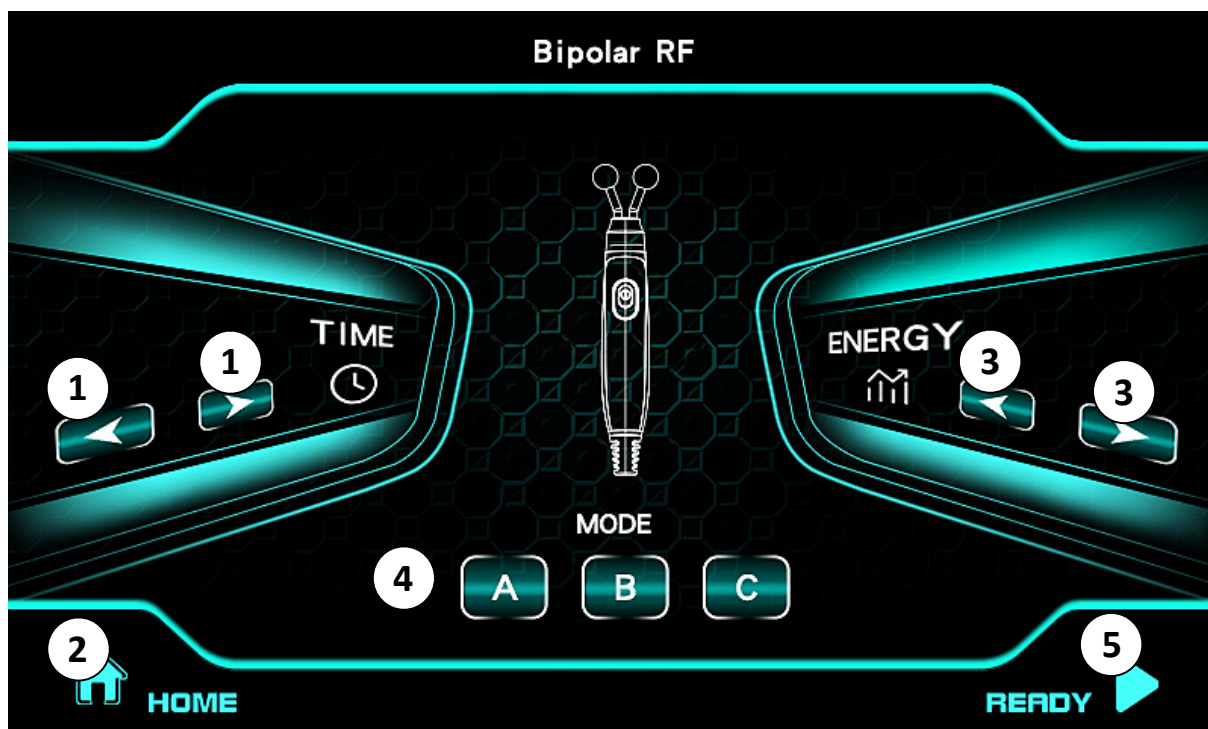 Bipolar RF
TIME
1
1
ENERGY
3
3
MODE
4
A B C
2
HOME
5
READY